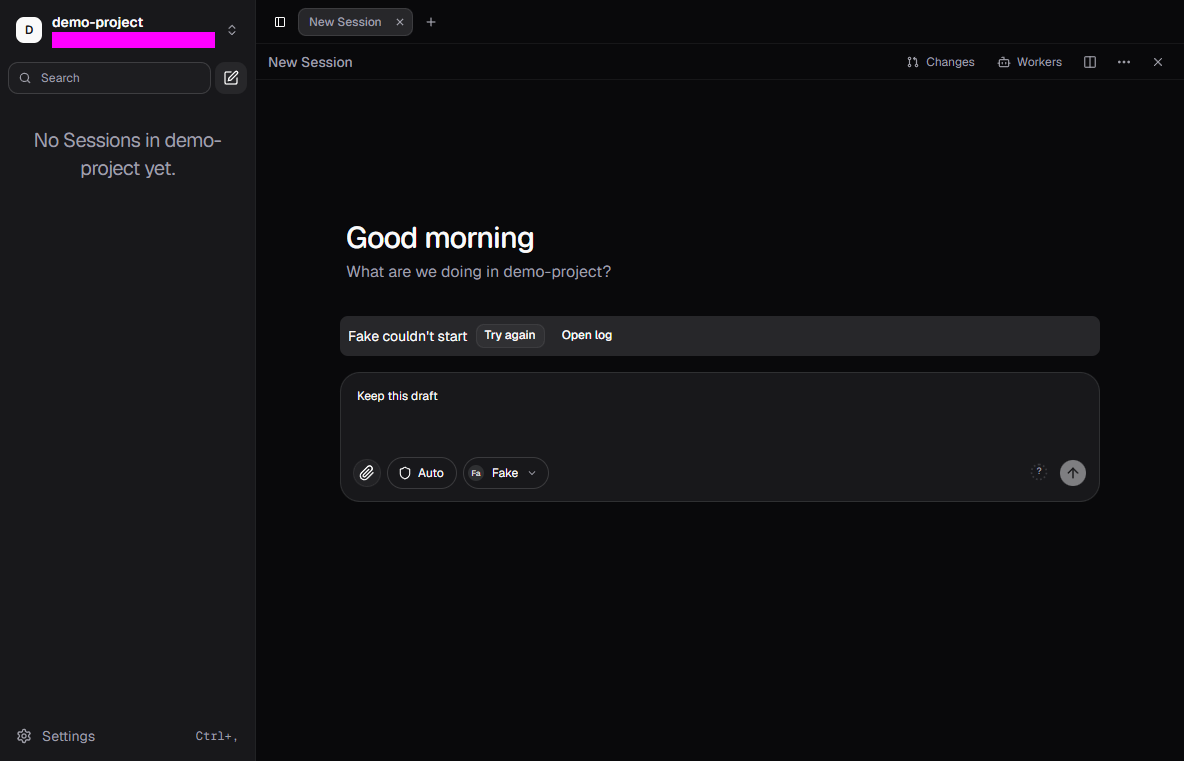 D
demo-project
Search
No Sessions in demo-
project yet.
Settings
Ctrl+,
New Session
New Session
Changes
Workers
Good morning
What are we doing in demo-project?
Fake couldn't start
Try again
Open log
Keep this draft
Auto
Fa
Fake
?